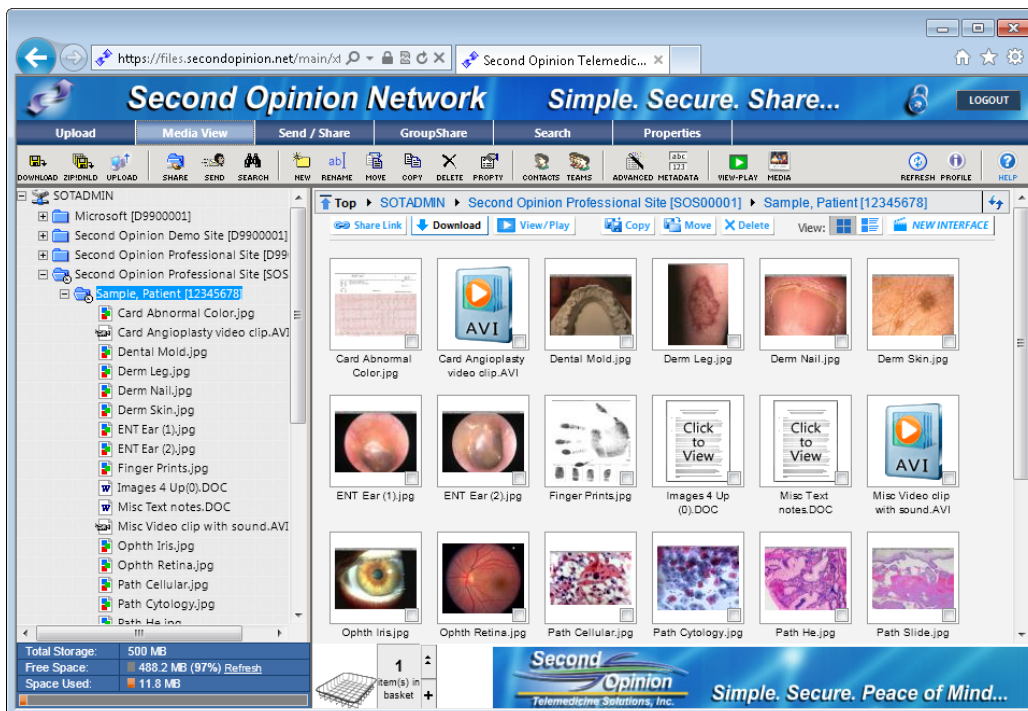 https://files.secondopinion.net/main/xt
Second Opinion Telemedic...
Second Opinion Network
Simple. Secure. Share...
LOGOUT
Upload
Media View
Send / Share
GroupShare
Search
Properties
DOWNLOAD
ZIP!DNLD
UPLOAD
SHARE
SEND
SEARCH
NEW
ab
RENAME
MOVE
COPY
DELETE
PROPTY
CONTACTS
TEAMS
ADVANCED
abc
123
METADATA
VIEW-PLAY
MEDIA
REFRESH
PROFILE
HELP
SOTADMIN
Microsoft [D9900001]
Second Opinion Demo Site [D9900001]
Second Opinion Professional Site [D99
Second Opinion Professional Site [SOS
Sample, Patient [12345678]
Card Abnormal Color.jpg
Card Angioplasty video clip.AVI
Dental Mold.jpg
Derm Leg.jpg
Derm Nail.jpg
Derm Skin.jpg
ENT Ear (1).jpg
ENT Ear (2).jpg
Finger Prints.jpg
Images 4 Up(0).DOC
Misc Text notes.DOC
Misc Video clip with sound.AVI
Ophth Iris.jpg
Ophth Retina.jpg
Path Cellular.jpg
Path Cytology.jpg
Path He.jpg
Top
SOTADMIN
Second Opinion Professional Site [SOS00001]
Sample, Patient [12345678]
Share Link
Download
View/Play
Copy
Move
Delete
View:
NEW INTERFACE
Card Abnormal
Color.jpg
AVI
Card Angioplasty
video clip.AVI
Dental Mold.jpg
Derm Leg.jpg
Derm Nail.jpg
Derm Skin.jpg
ENT Ear (1).jpg
ENT Ear (2).jpg
Finger Prints.jpg
Click
to
View
Images 4 Up
(0).DOC
Click
to
View
Misc Text
notes.DOC
AVI
Misc Video clip
with sound.AVI
Ophth Iris.jpg
Ophth Retina.jpg
Path Cellular.jpg
Path Cytology.jpg
Path He.jpg
Path Slide.jpg
Total Storage: 500 MB
Free Space: 488.2 MB (97%) Refresh
Space Used: 11.8 MB
1
item(s) in
basket
Second
Opinion
Telemedicine Solutions, Inc.
Simple. Secure. Peace of Mind...